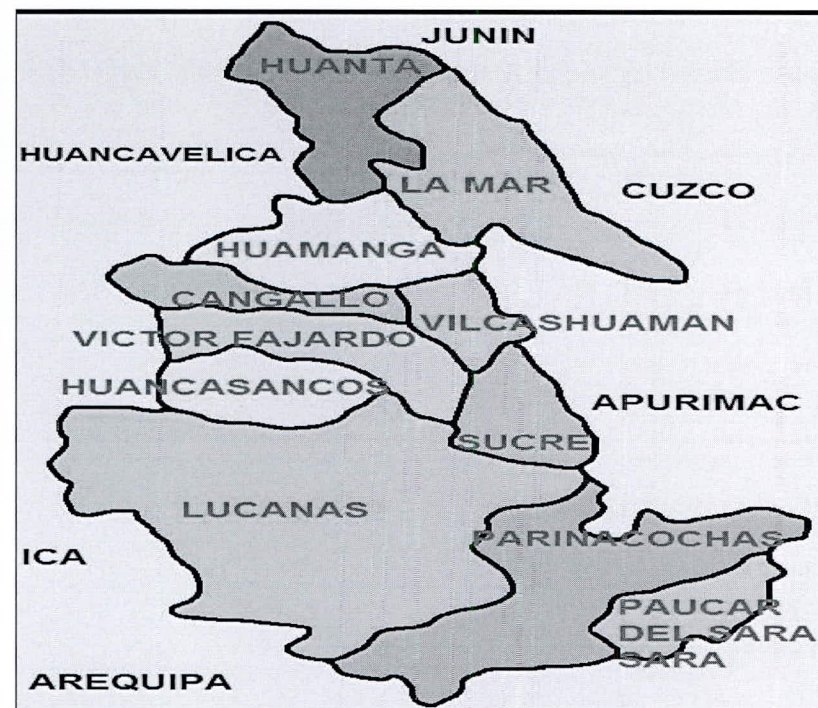 JUNIN
HUANTA
HUANCAVELICA
LA MAR
CUZCO
HUAMANGA
CANGALLO
VILCASHUAMAN
VICTOR FAJARDO
HUANCASANCOS
APURIMAC
SUCRE
LUCANAS
PARINACOCHAS
ICA
PAUCAR
DEL SARA
SARA
AREQUIPA